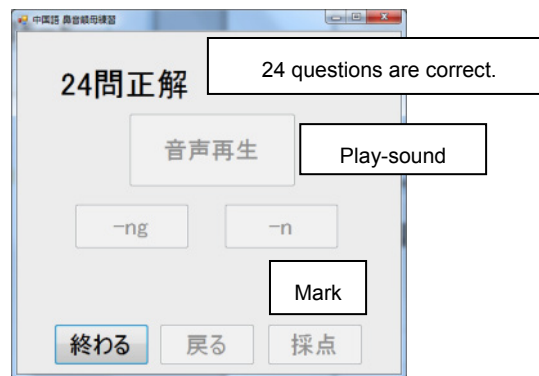 中国語 鼻音韻母練習
24問正解
24 questions are correct.
音声再生
Play-sound
-ng
-n
Mark
終わる
戻る
採点